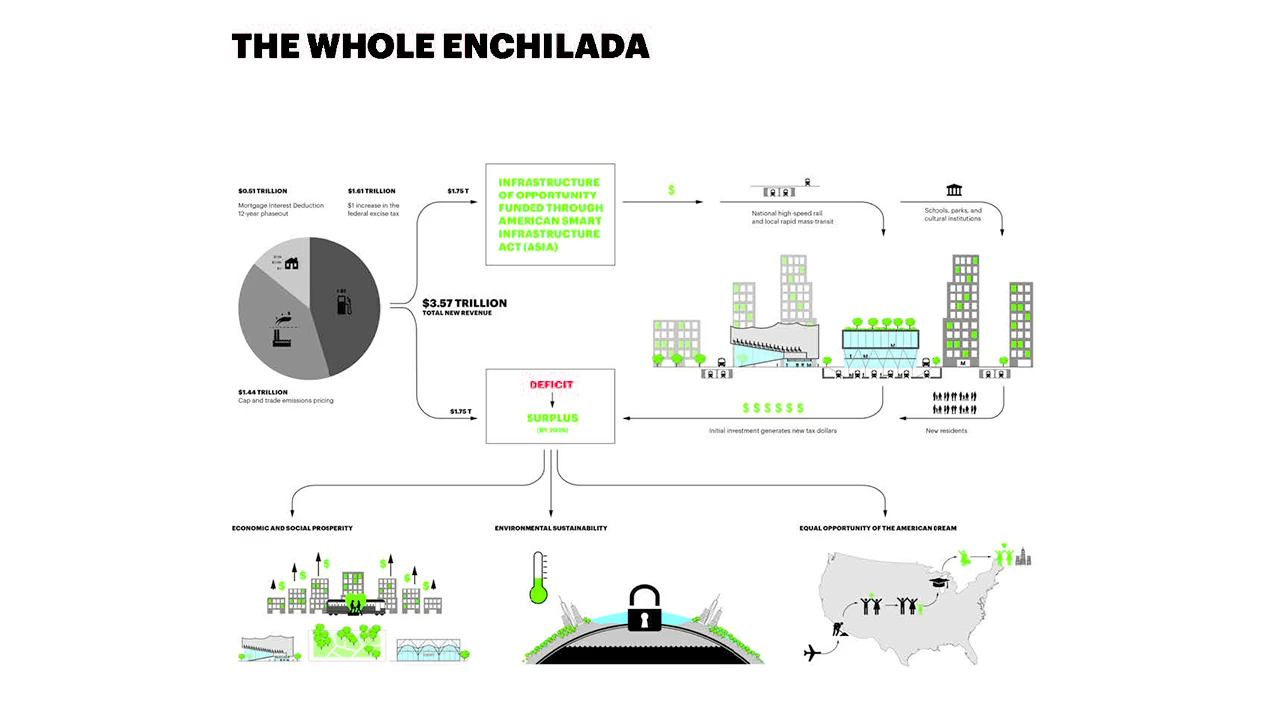 THE WHOLE ENCHILADA
$0.51 TRILLION
Mortgage Interest Deduction
12-year phaseout
$1.61 TRILLION
$1 increase in the
federal excise tax
$1.44 TRILLION
Cap and trade emissions pricing
$1.75 T
$3.57 TRILLION
TOTAL NEW REVENUE
$1.75 T
INFRASTRUCTURE
OF OPPORTUNITY
FUNDED THROUGH
AMERICAN SMART
INFRASTRUCTURE
ACT (ASIA)
$
National high-speed rail
and local rapid mass-transit
Schools, parks, and
cultural institutions
M
M
DEFICIT
SURPLUS
$ $ $ $ $ $
Initial investment generates new tax dollars
New residents
ECONOMIC AND SOCIAL PROSPERITY
$ $ $ $ $ $
ENVIRONMENTAL SUSTAINABILITY
EQUAL OPPORTUNITY OF THE AMERICAN DREAM